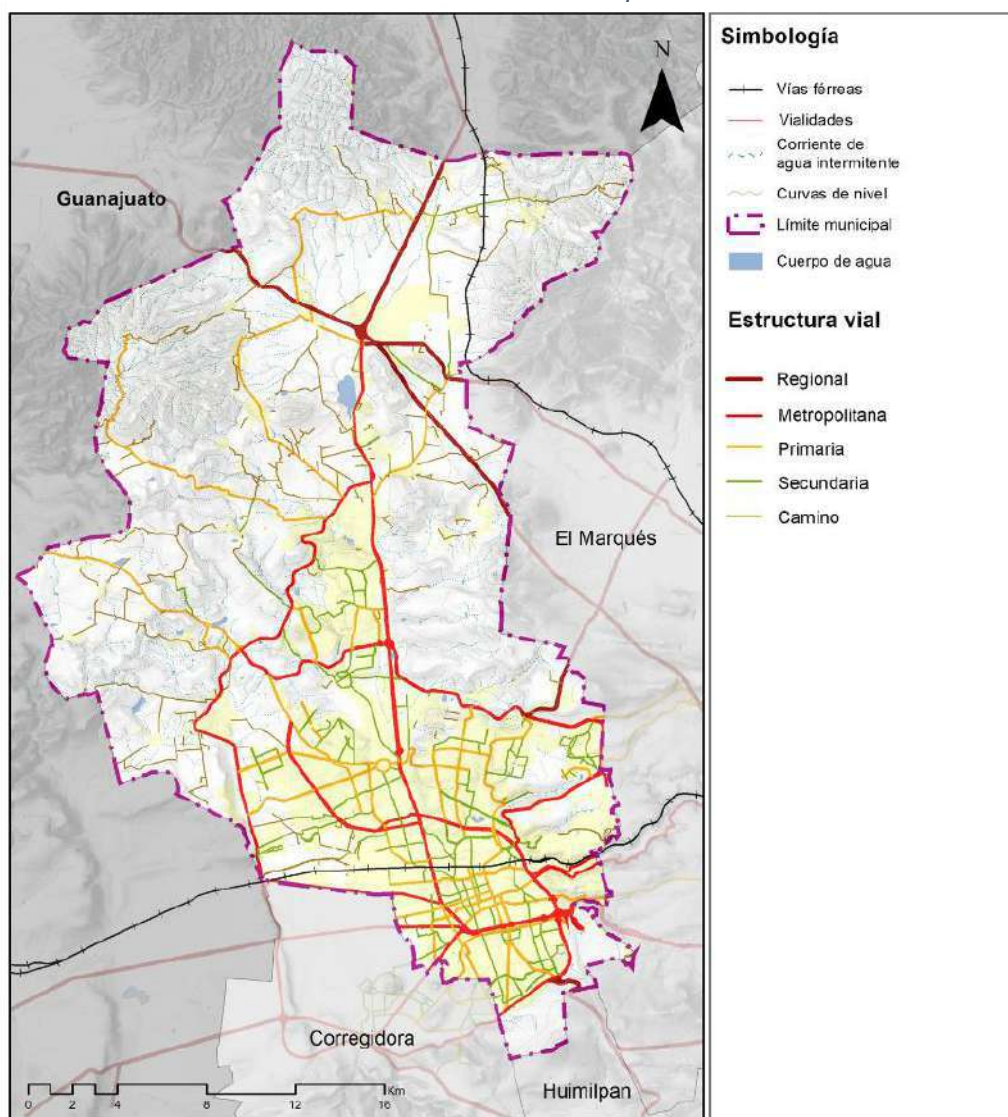 N
Guanajuato
El Marqués
Corregidora
Huimilpan
Km
0 2 4 8 12 16
Simbología
Vías férreas
Vialidades
Corriente de
agua intermitente
Curvas de nivel
Límite municipal
Cuerpo de agua
Estructura vial
Regional
Metropolitana
Primaria
Secundaria
Camino